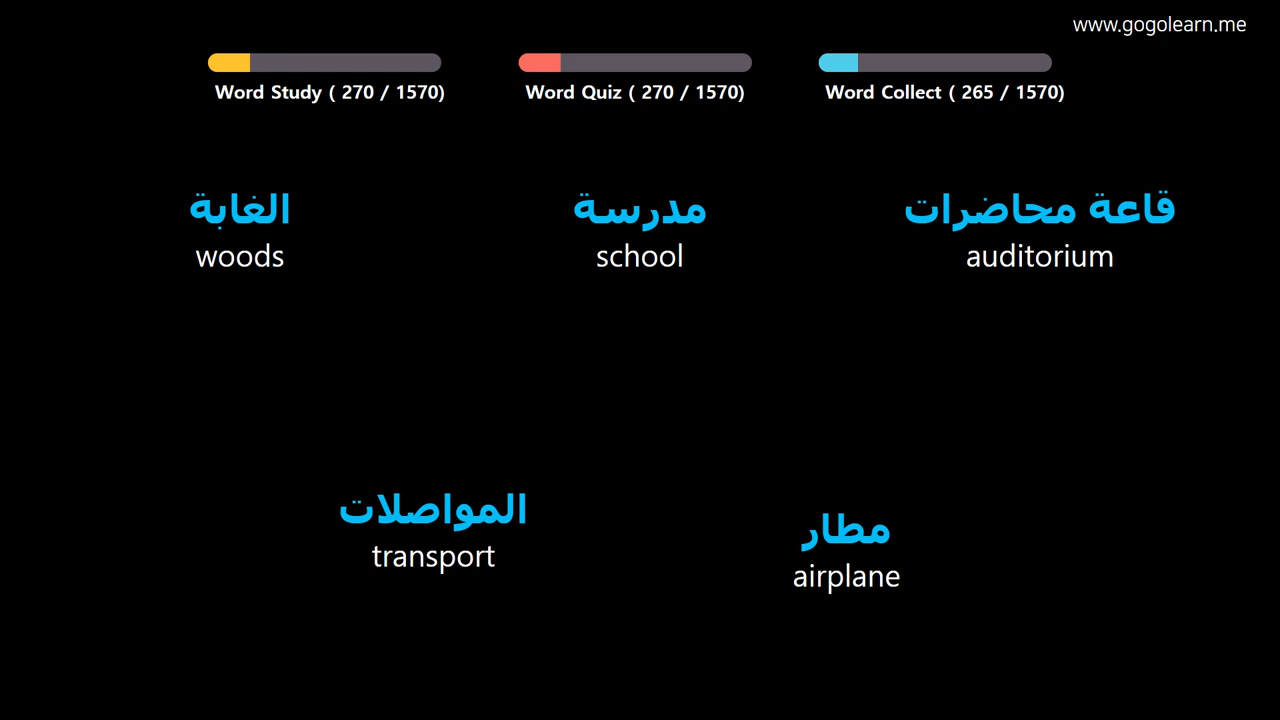 www.gogolearn.me
Word Study ( 270 / 1570)
Word Quiz ( 270 / 1570)
Word Collect ( 265 / 1570)
الغابة
woods
مدرسة
school
قاعة محاضرات
auditorium
المواصلات
transport
مطار
airplane